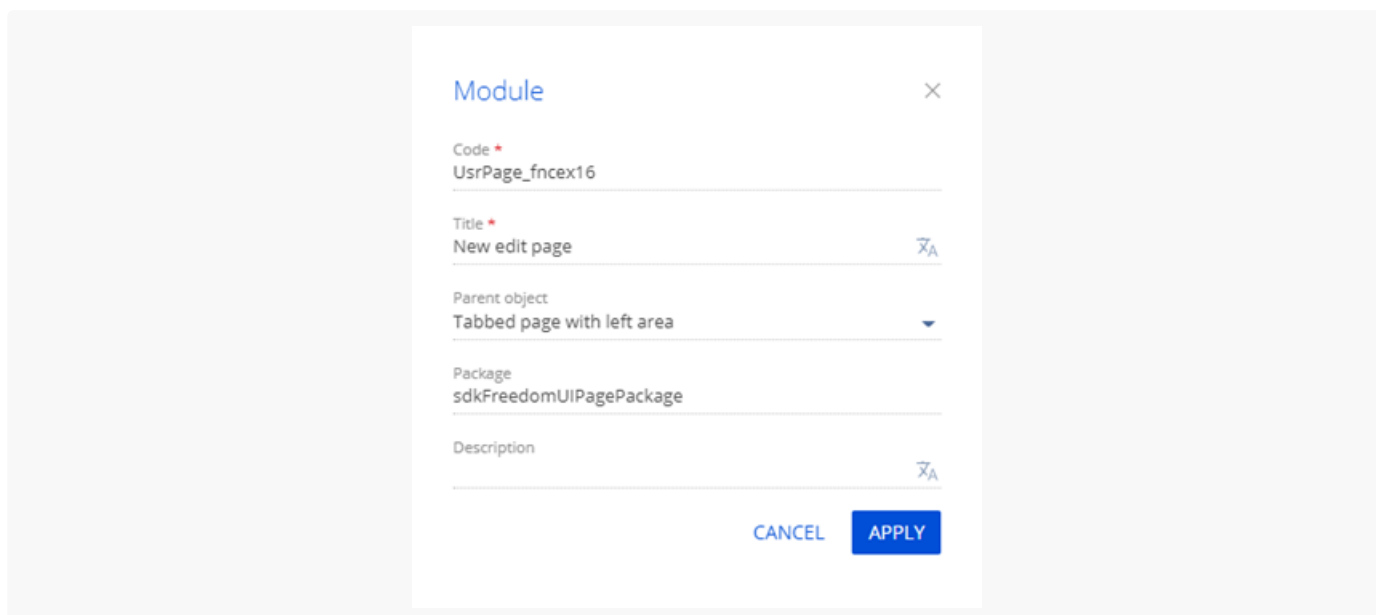 Module
Code *
UsrPage_fncex16
Title *
New edit page
Parent object
Tabbed page with left area
Package
sdkFreedomUIPagePackage
Description
CANCEL APPLY